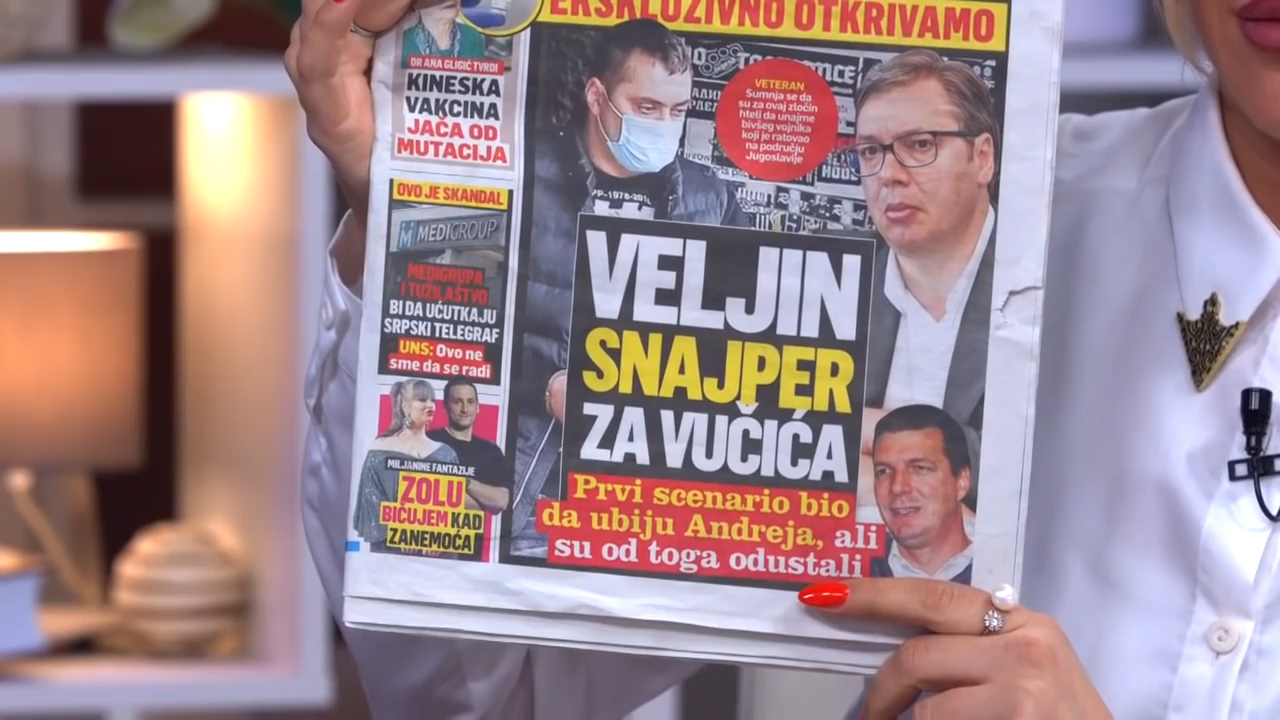 EKSKLUZIVNO OTKRIVAMO
DR ANA GLIGIĆ TVRDI
KINESKA
VAKCINA
JAČA OD
MUTACIJA
OVO JE SKANDAL
MEDIGROUP
MEDIGRUPA
I TUŽILAŠTVO
BI DA UĆUTKAJU
SRPSKI TELEGRAF
UNS: Ovo ne
sme da se radi
MILJANINE FANTAZIJE
ZOLU
BIČUJEM KAD
ZANEMOĆA
VETERAN
Sumnja se da
su za ovaj zločin
hteli da unajme
bivšeg vojnika
koji je ratovao
na području
Jugoslavije
VELJIN
SNAJPER
ZA VUČIĆA
Prvi scenario bio
da ubiju Andreja, ali
su od toga odustali